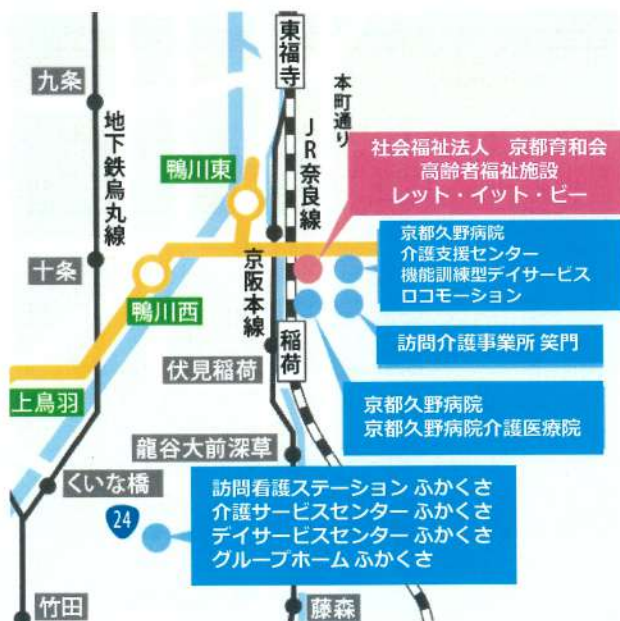 東福寺
九条
地下鉄烏丸線
本町通り
JR奈良線
鴨川東
社会福祉法人 京都育和会
高齢者福祉施設
レット・イット・ビー
京都久野病院
介護支援センター
機能訓練型デイサービス
ロコモーション
十条
鴨川西
京阪本線
稲荷
訪問介護事業所 笑門
伏見稲荷
上鳥羽
京都久野病院
京都久野病院介護医療院
龍谷大前深草
くいな橋
訪問看護ステーション ふかくさ
介護サービスセンター ふかくさ
デイサービスセンター ふかくさ
グループホーム ふかくさ
24
竹田
藤森